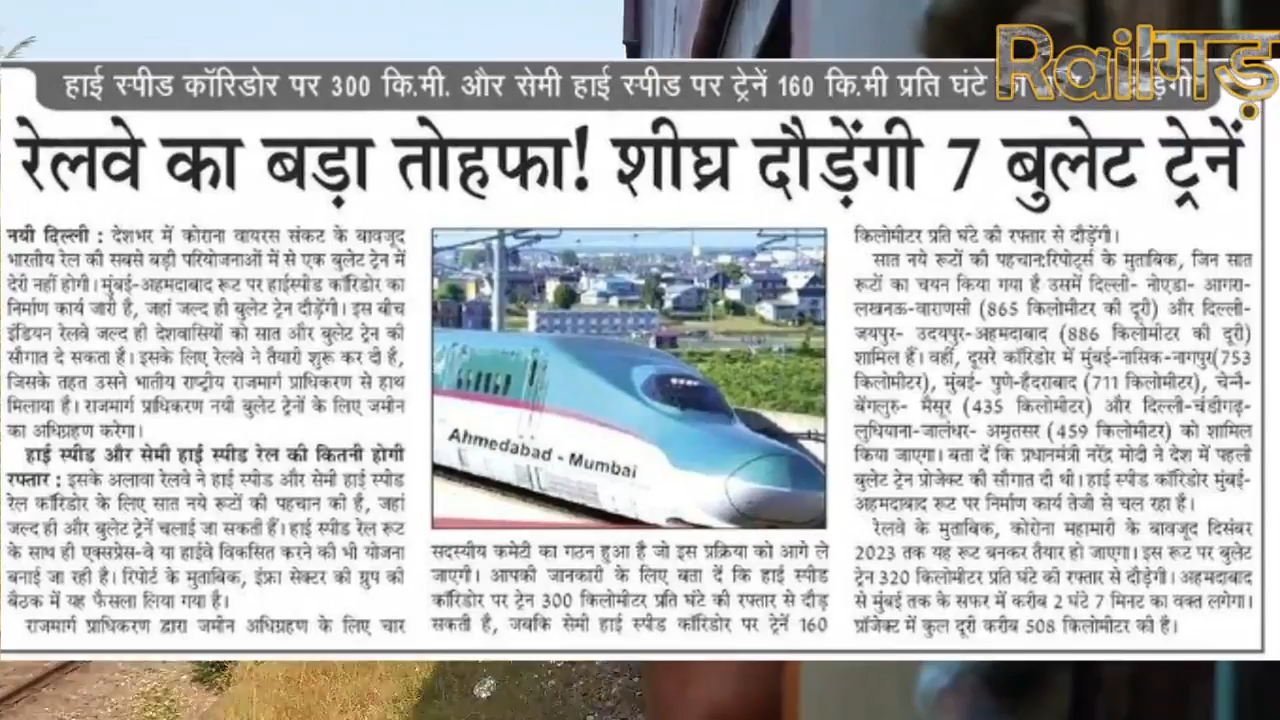 Railगड़
हाई स्पीड कॉरिडोर पर 300 कि.मी. और सेमी हाई स्पीड पर ट्रेनें 160 कि.मी प्रति घंटे
रेलवे का बड़ा तोहफा! शीघ्र दौड़ेंगी 7 बुलेट ट्रेनें
नयी दिल्ली : देशभर में कोराना वायरस संकट के बावजूद
भारतीय रेल की सबसे बड़ी परियोजनाओं में से एक बुलेट ट्रेन में
देरी नहीं होगी। मुंबई-अहमदाबाद रूट पर हाईस्पीड कॉरिडोर का
निर्माण कार्य जारी है, जहां जल्द ही बुलेट ट्रेन दौड़ेंगी। इस बीच
इंडियन रेलवे जल्द ही देशवासियों को सात और बुलेट ट्रेन की
सौगात दे सकता है। इसके लिए रेलवे ने तैयारी शुरू कर दी है,
जिसके तहत उसने भातीय राष्ट्रीय राजमार्ग प्राधिकरण से हाथ
मिलाया है। राजमार्ग प्राधिकरण नयी बुलेट ट्रेनों के लिए जमीन
का अधिग्रहण करेगा।
हाई स्पीड और सेमी हाई स्पीड रेल की कितनी होगी
रफ्तार : इसके अलावा रेलवे ने हाई स्पीड और सेमी हाई स्पीड
रेल कॉरिडोर के लिए सात नये रूटों की पहचान की है, जहां
जल्द ही और बुलेट ट्रेनें चलाई जा सकती हैं। हाई स्पीड रेल रूट
के साथ ही एक्सप्रेस-वे या हाईवे विकसित करने की भी योजना
बनाई जा रही है। रिपोर्ट के मुताबिक, इंफ्रा सेक्टर की ग्रुप की
बैठक में यह फैसला लिया गया है।
राजमार्ग प्राधिकरण द्वारा जमीन अधिग्रहण के लिए चार
Ahmedabad - Mumbai
सदस्यीय कमेटी का गठन हुआ है जो इस प्रक्रिया को आगे ले
जाएगी। आपकी जानकारी के लिए बता दें कि हाई स्पीड
कॉरिडोर पर ट्रेन 300 किलोमीटर प्रति घंटे की रफ्तार से दौड़
सकती है, जबकि सेमी हाई स्पीड कॉरिडोर पर ट्रेनें 160
किलोमीटर प्रति घंटे की रफ्तार से दौड़ेंगी।
सात नये रूटों की पहचान:रिपोर्ट्स के मुताबिक, जिन सात
रूटों का चयन किया गया है उसमें दिल्ली- नोएडा- आगरा-
लखनऊ-वाराणसी (865 किलोमीटर की दूरी) और दिल्ली-
जयपुर- उदयपुर-अहमदाबाद (886 किलोमीटर की दूरी)
शामिल हैं। वहीं, दूसरे कॉरिडोर में मुंबई-नासिक-नागपुर(753
किलोमीटर), मुंबई- पुणे-हैदराबाद (711 किलोमीटर), चेन्नै-
बेंगलुरु- मैसूर (435 किलोमीटर) और दिल्ली-चंडीगढ़-
लुधियाना-जालंधर- अमृतसर (459 किलोमीटर) को शामिल
किया जाएगा। बता दें कि प्रधानमंत्री नरेंद्र मोदी ने देश में पहली
बुलेट ट्रेन प्रोजेक्ट की सौगात दी थी। हाई स्पीड कॉरिडोर मुंबई-
अहमदाबाद रूट पर निर्माण कार्य तेजी से चल रहा है।
रेलवे के मुताबिक, कोरोना महामारी के बावजूद दिसंबर
2023 तक यह रूट बनकर तैयार हो जाएगा। इस रूट पर बुलेट
ट्रेन 320 किलोमीटर प्रति घंटे की रफ्तार से दौड़ेगी। अहमदाबाद
से मुंबई तक के सफर में करीब 2 घंटे 7 मिनट का वक्त लगेगा।
प्रॉजेक्ट में कुल दूरी करीब 508 किलोमीटर की है।